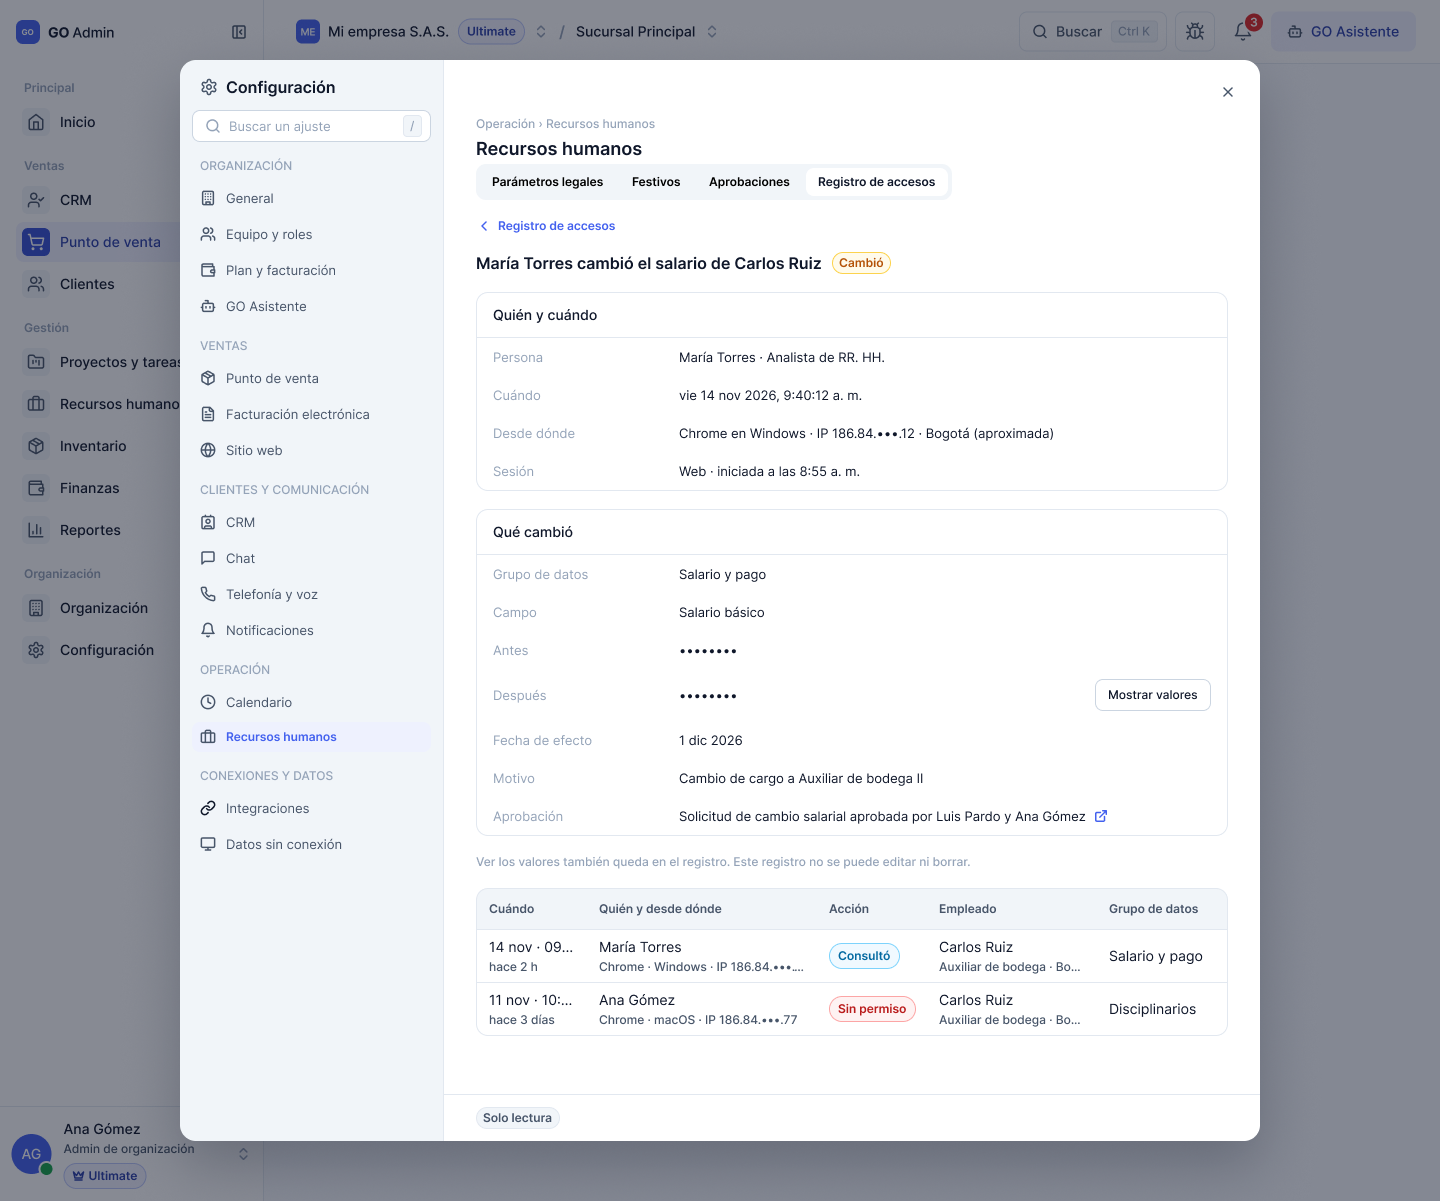 GO
GO Admin
ME
Mi empresa S.A.S.
Ultimate
/
Sucursal Principal
Buscar
Ctrl K
3
GO Asistente
Principal
Inicio
Ventas
CRM
Punto de venta
Clientes
Gestión
Proyectos y tareas
Recursos humano
Inventario
Finanzas
Reportes
Organización
Organización
Configuración
AG
Ana Gómez
Admin de organización
Ultimate
Configuración
Buscar un ajuste
/
ORGANIZACIÓN
General
Equipo y roles
Plan y facturación
GO Asistente
VENTAS
Punto de venta
Facturación electrónica
Sitio web
CLIENTES Y COMUNICACIÓN
CRM
Chat
Telefonía y voz
Notificaciones
OPERACIÓN
Calendario
Recursos humanos
CONEXIONES Y DATOS
Integraciones
Datos sin conexión
Operación › Recursos humanos
Recursos humanos
Parámetros legales
Festivos
Aprobaciones
Registro de accesos
Registro de accesos
María Torres cambió el salario de Carlos Ruiz
Cambió
Quién y cuándo
Persona
María Torres · Analista de RR. HH.
Cuándo
vie 14 nov 2026, 9:40:12 a. m.
Desde dónde
Chrome en Windows · IP 186.84.•••.12 · Bogotá (aproximada)
Sesión
Web · iniciada a las 8:55 a. m.
Qué cambió
Grupo de datos
Salario y pago
Campo
Salario básico
Antes
••••••••
Después
••••••••
Mostrar valores
Fecha de efecto
1 dic 2026
Motivo
Cambio de cargo a Auxiliar de bodega II
Aprobación
Solicitud de cambio salarial aprobada por Luis Pardo y Ana Gómez
Ver los valores también queda en el registro. Este registro no se puede editar ni borrar.
Cuándo
Quién y desde dónde
Acción
Empleado
Grupo de datos
14 nov · 09...
hace 2 h
María Torres
Chrome · Windows · IP 186.84.•••....
Consultó
Carlos Ruiz
Auxiliar de bodega · Bo...
Salario y pago
11 nov · 10:...
hace 3 días
Ana Gómez
Chrome · macOS · IP 186.84.•••.77
Sin permiso
Carlos Ruiz
Auxiliar de bodega · Bo...
Disciplinarios
Solo lectura